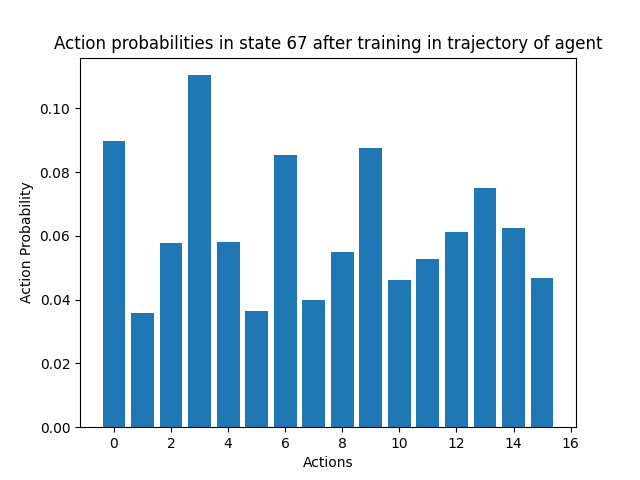 Action probabilities in state 67 after training in trajectory of agent
0.10
0.08
0.06
0.04
0.02
0.00
Action Probability
0 2 4 6 8 10 12 14 16
Actions